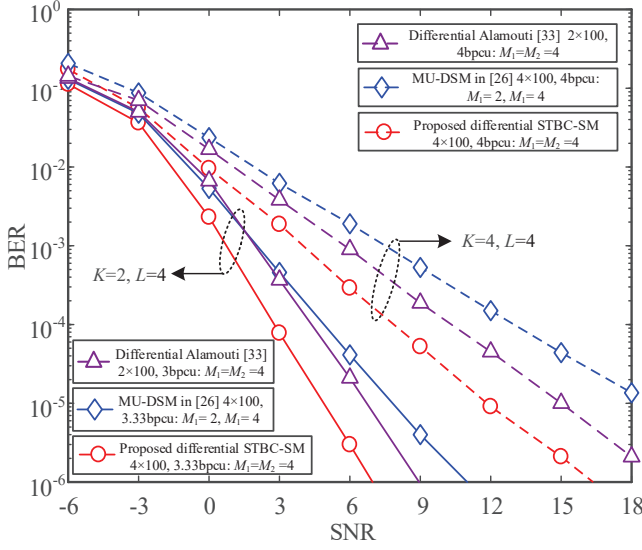 BER
10^0
10^-1
10^-2
10^-3
10^-4
10^-5
10^-6
Differential Alamouti [33] 2×100,
4bpcu: M₁=M₂ =4
MU-DSM in [26] 4×100, 4bpcu:
M₁= 2, M₁= 4
Proposed differential STBC-SM
4×100, 4bpcu: M₁=M₂ =4
K=4, L=4
K=2, L=4
Differential Alamouti [33]
2×100, 3bpcu: M₁=M₂ =4
MU-DSM in [26] 4×100,
3.33bpcu: M₁= 2, M₁= 4
Proposed differential STBC-SM
4×100, 3.33bpcu: M₁=M₂ =4
-6 -3 0 3 6 9 12 15 18
SNR